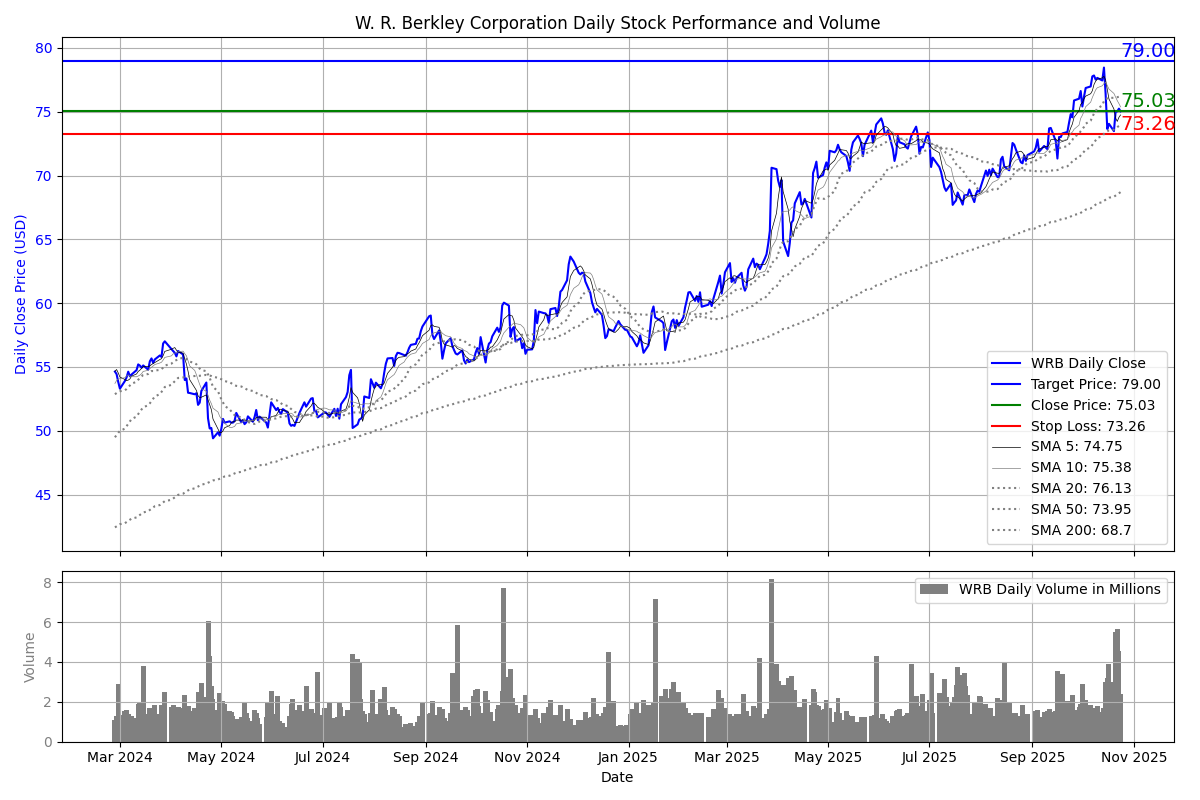 W. R. Berkley Corporation Daily Stock Performance and Volume
Daily Close Price (USD)
80
75
70
65
60
55
50
45
79.00
75.03
73.26
WRB Daily Close
Target Price: 79.00
Close Price: 75.03
Stop Loss: 73.26
SMA 5: 74.75
SMA 10: 75.38
SMA 20: 76.13
SMA 50: 73.95
SMA 200: 68.7
Volume
8
6
4
2
0
WRB Daily Volume in Millions
Mar 2024 May 2024 Jul 2024 Sep 2024 Nov 2024 Jan 2025 Mar 2025 May 2025 Jul 2025 Sep 2025 Nov 2025
Date